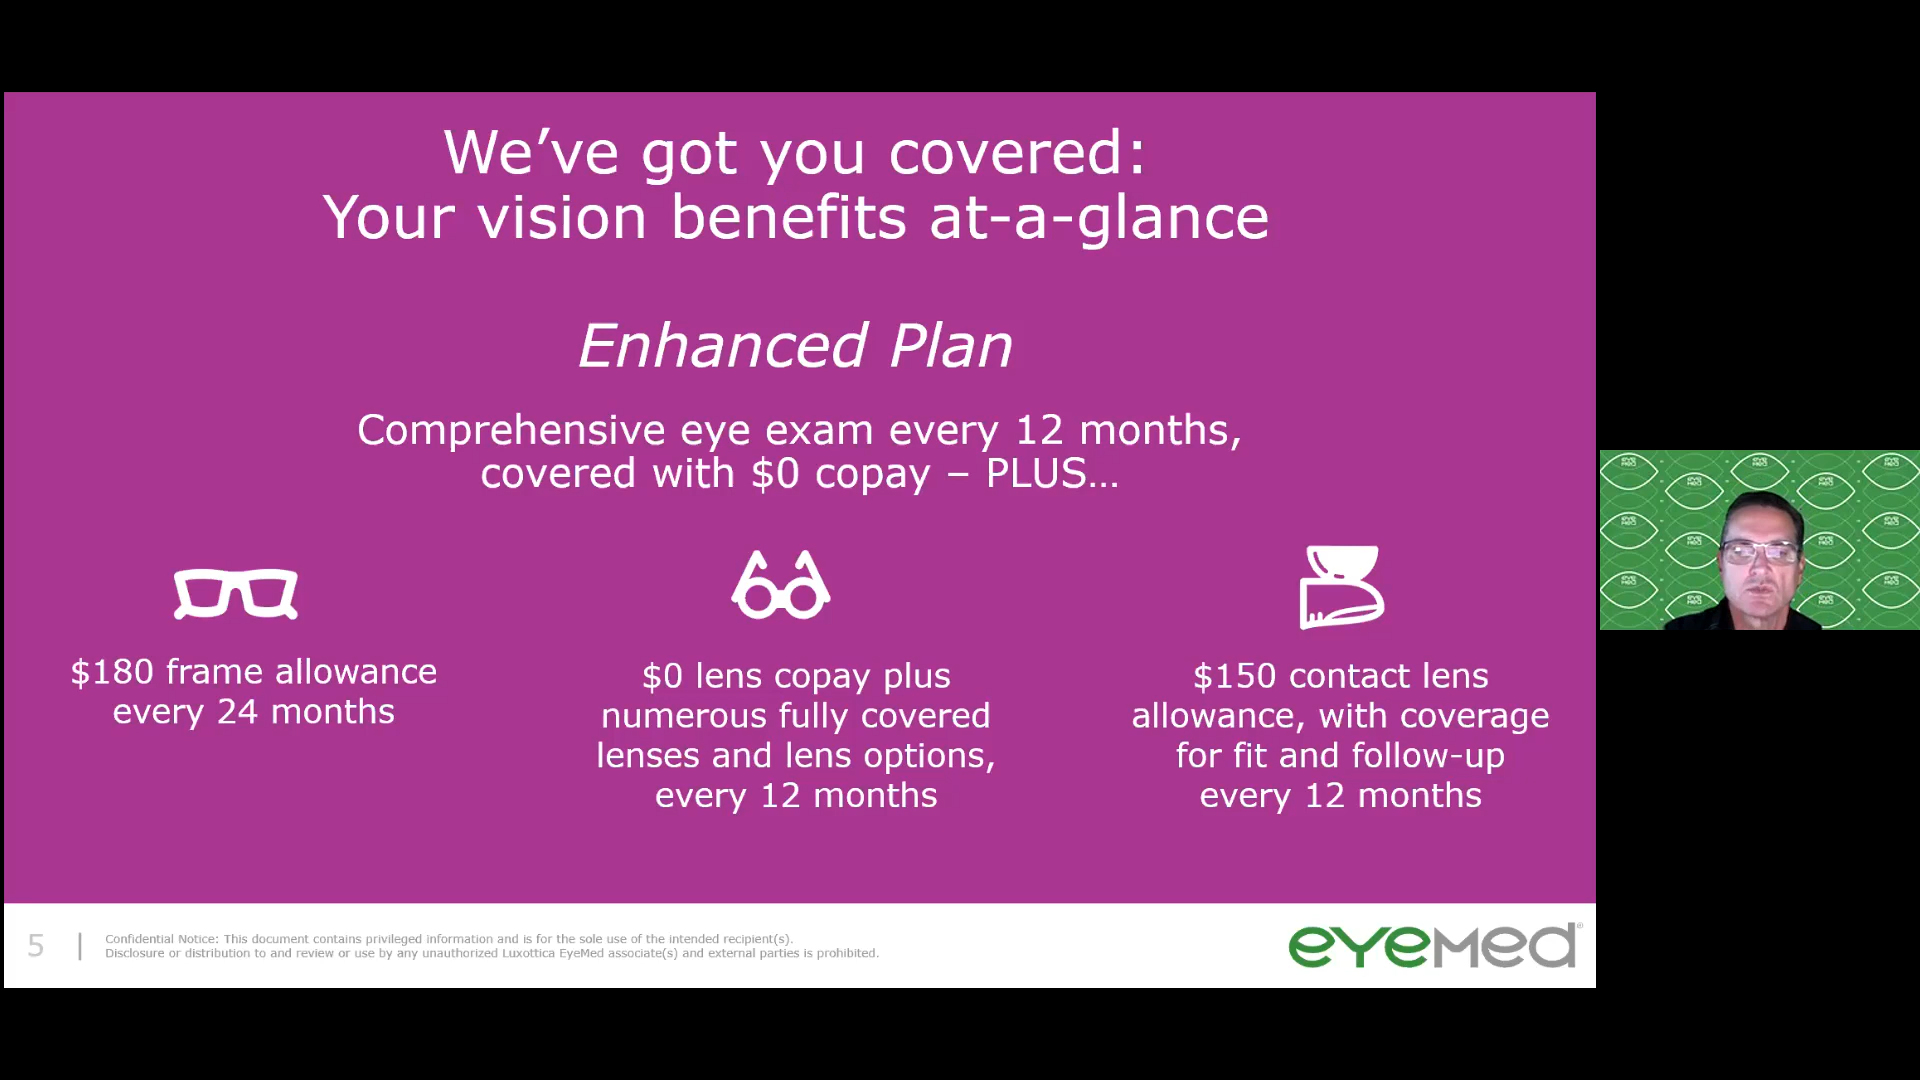 We’ve got you covered:
Your vision benefits at-a-glance
Enhanced Plan
Comprehensive eye exam every 12 months,
covered with $0 copay – PLUS…
$180 frame allowance
every 24 months
$0 lens copay plus
numerous fully covered
lenses and lens options,
every 12 months
$150 contact lens
allowance, with coverage
for fit and follow-up
every 12 months
5
Confidential Notice: This document contains privileged information and is for the sole use of the intended recipient(s).
Disclosure or distribution to and review or use by any unauthorized Luxottica EyeMed associate(s) and external parties is prohibited.
eyemed®